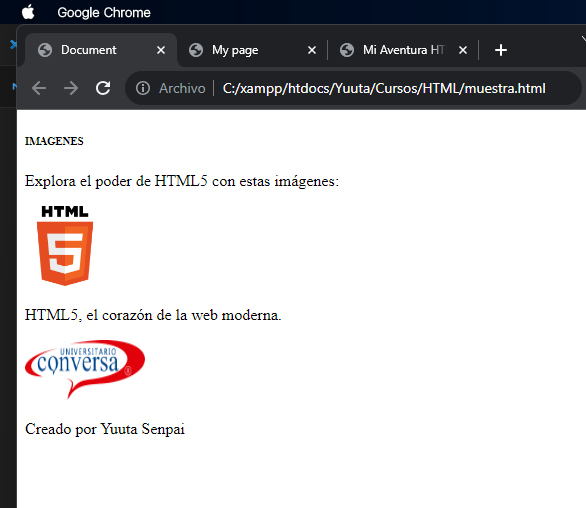 Google Chrome
Document
My page
Mi Aventura HT
Archivo
C:/xampp/htdocs/Yuuta/Cursos/HTML/muestra.html
IMAGENES
Explora el poder de HTML5 con estas imágenes:
HTML
5
HTML5, el corazón de la web moderna.
UNIVERSITARIO
conversa
Creado por Yuuta Senpai